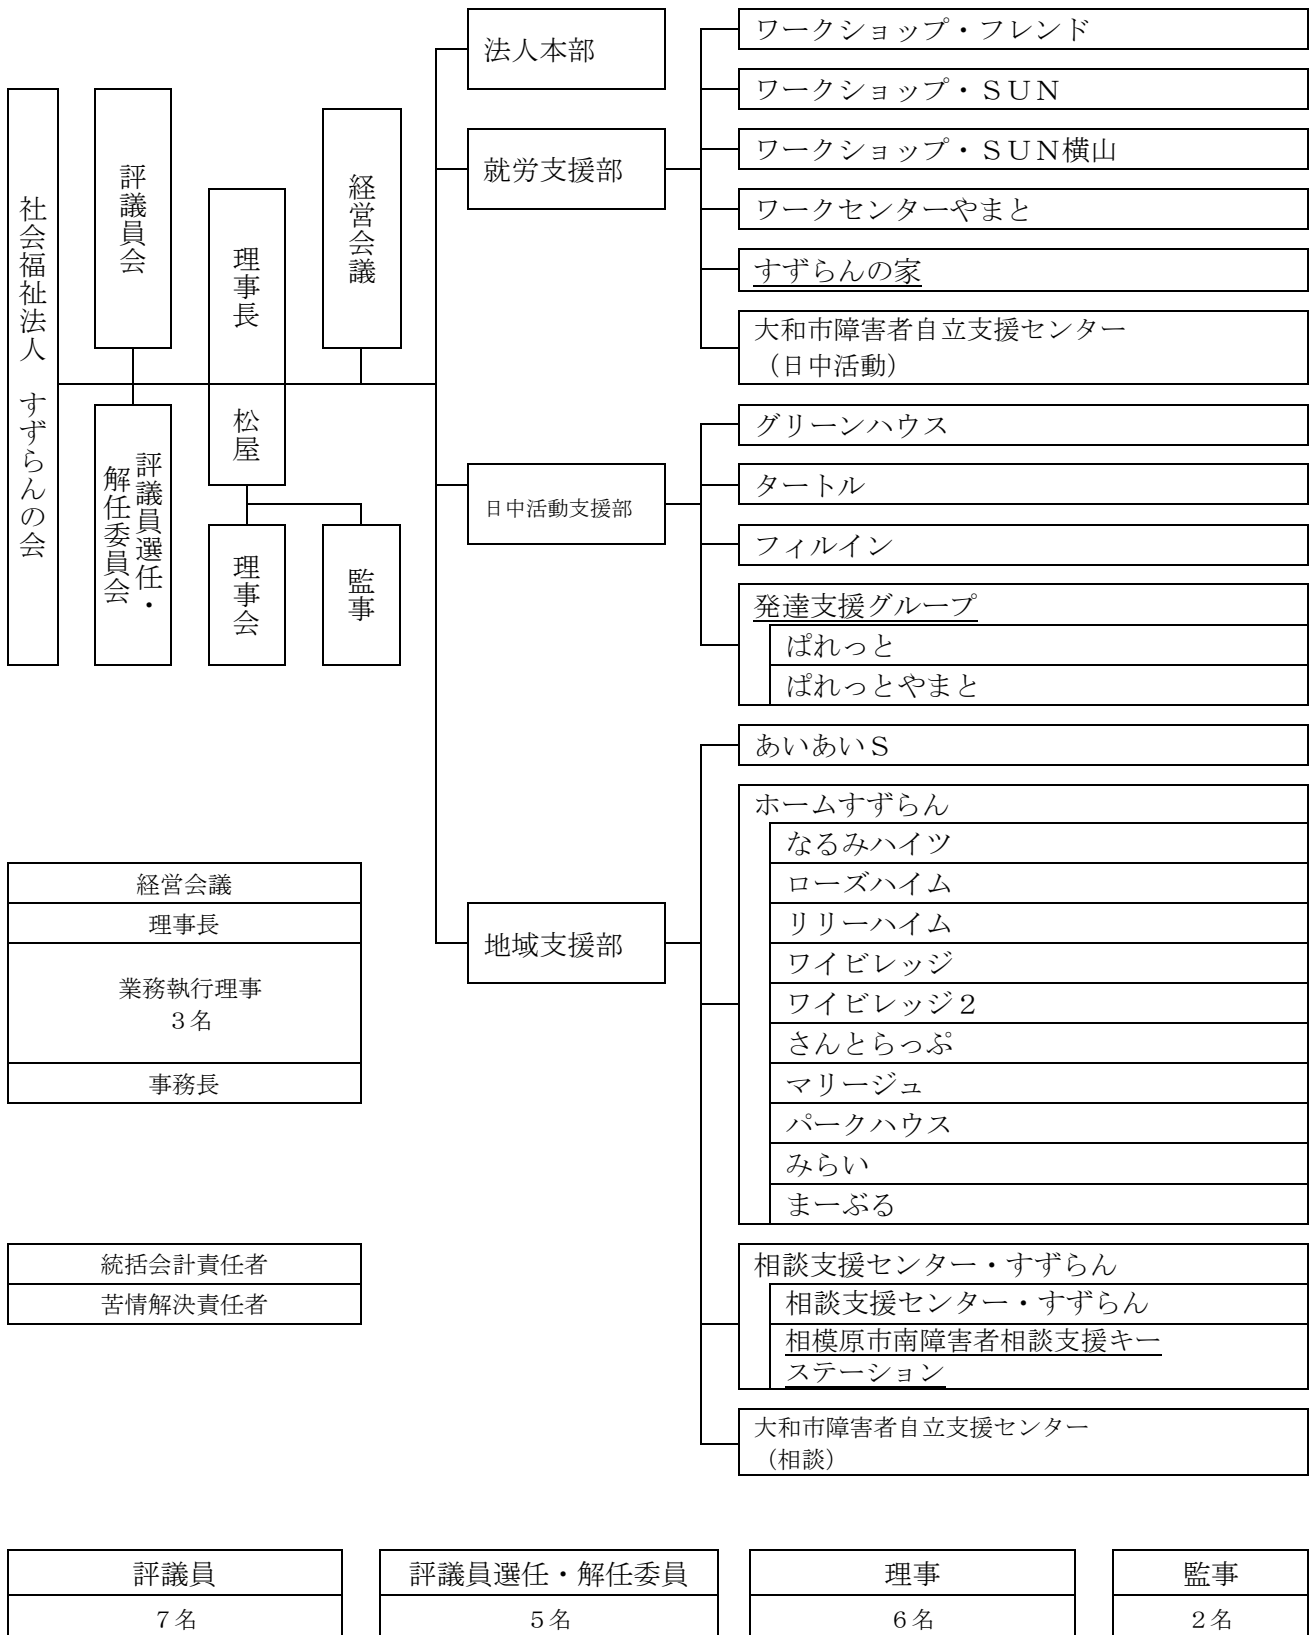 社会福祉法人　すずらんの会
評議員会
評議員選任・
解任委員会
理事長
松屋
理事会
経営会議
監事
法人本部
就労支援部
ワークショップ・フレンド
ワークショップ・ＳＵＮ
ワークショップ・ＳＵＮ横山
ワークセンターやまと
すずらんの家
大和市障害者自立支援センター
（日中活動）
日中活動支援部
グリーンハウス
タートル
フィルイン
発達支援グループ
ぱれっと
ぱれっとやまと
地域支援部
あいあいＳ
ホームすずらん
なるみハイツ
ローズハイム
リリーハイム
ワイビレッジ
ワイビレッジ２
さんとらっぷ
マリージュ
パークハウス
みらい
まーぶる
相談支援センター・すずらん
相談支援センター・すずらん
相模原市南障害者相談支援キー
ステーション
大和市障害者自立支援センター
（相談）
経営会議
理事長
業務執行理事
３名
事務長
統括会計責任者
苦情解決責任者
評議員
７名
評議員選任・解任委員
５名
理事
６名
監事
２名